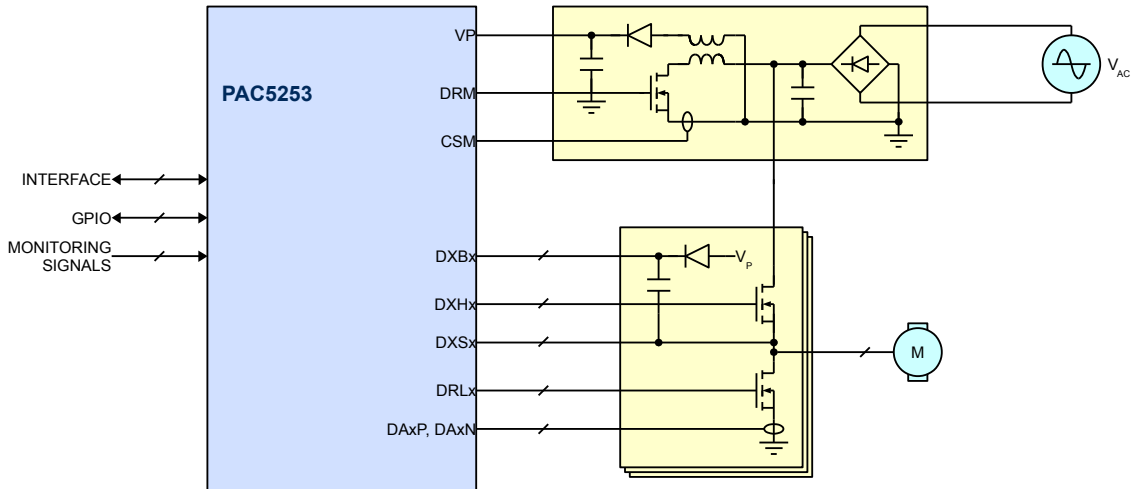 VP
PAC5253
DRM
CSM
V_AC
INTERFACE
GPIO
MONITORING
SIGNALS
DXBx
V_P
DXHx
DXSx
M
DRLx
DAxP, DAxN